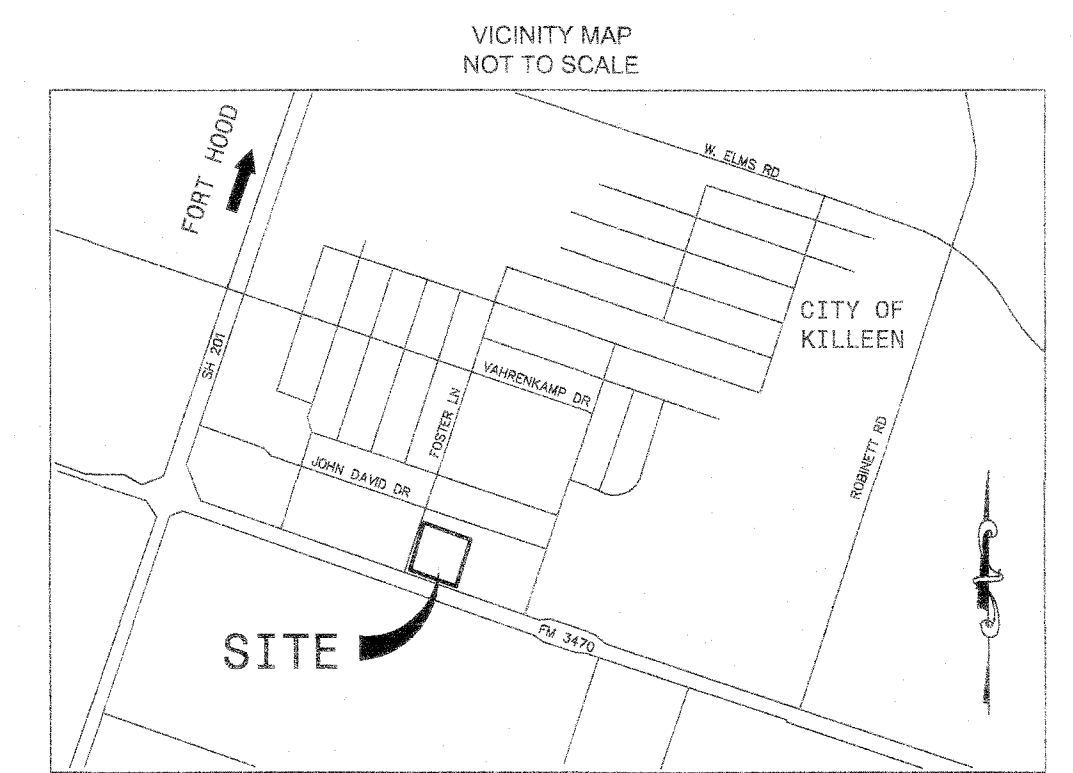 VICINITY MAP
NOT TO SCALE
FORT HOOD
W. ELMS RD
CITY OF
KILLEEN
SH 201
VAHRENKAMP DR
FOSTER LN
ROBINETT RD
JOHN DAVID DR
SITE
FM 3470